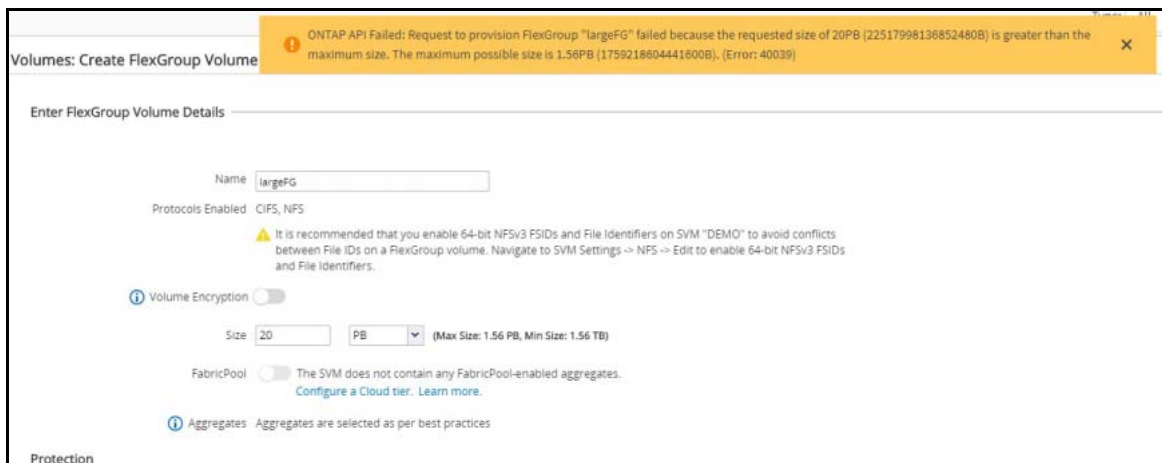 ONTAP API Failed: Request to provision FlexGroup "largeFG" failed because the requested size of 20PB (22517998136852480B) is greater than the
maximum size. The maximum possible size is 1.56PB (1759218604441600B). (Error: 40039)
Volumes: Create FlexGroup Volume
Enter FlexGroup Volume Details
Name largeFG
Protocols Enabled CIFS, NFS
It is recommended that you enable 64-bit NFSv3 FSIDs and File Identifiers on SVM "DEMO" to avoid conflicts
between File IDs on a FlexGroup volume. Navigate to SVM Settings -> NFS -> Edit to enable 64-bit NFSv3 FSIDs
and File Identifiers.
Volume Encryption
Size 20 PB (Max Size: 1.56 PB, Min Size: 1.56 TB)
FabricPool The SVM does not contain any FabricPool-enabled aggregates.
Configure a Cloud tier. Learn more.
Aggregates Aggregates are selected as per best practices
Protection